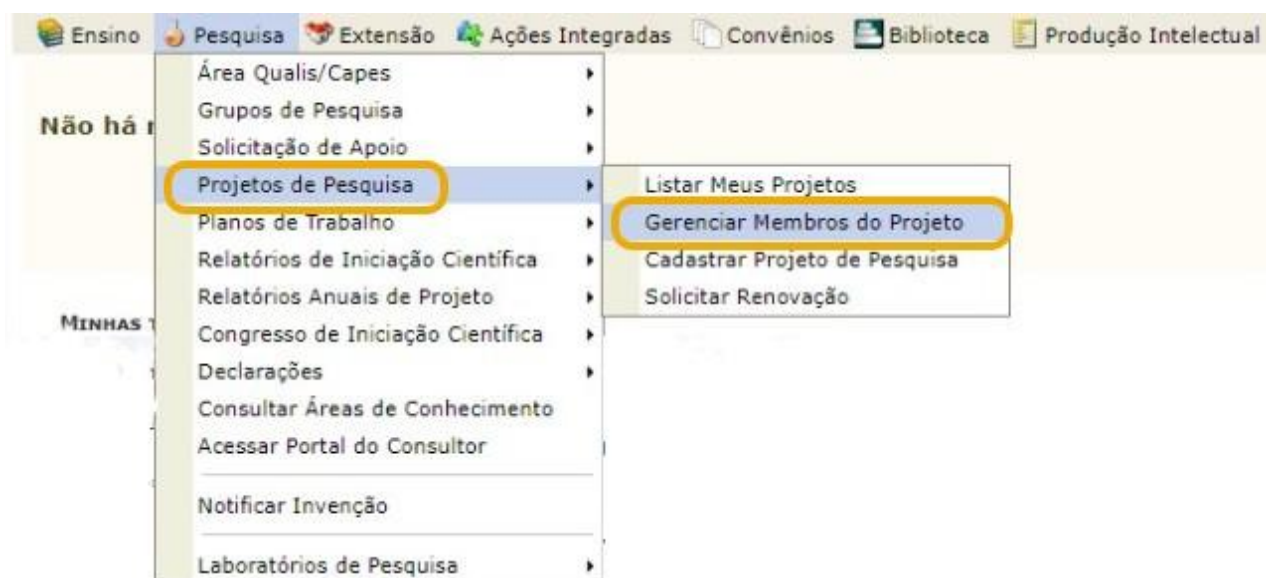 Ensino Pesquisa Extensão Ações Integradas Convênios Biblioteca Produção Intelectual
Área Qualis/Capes
Grupos de Pesquisa
Não há
Solicitação de Apoio
Projetos de Pesquisa Listar Meus Projetos
Planos de Trabalho Gerenciar Membros do Projeto
Relatórios de Iniciação Científica Cadastrar Projeto de Pesquisa
Relatórios Anuais de Projeto Solicitar Renovação
MINHAS
Congresso de Iniciação Científica
Declarações
Consultar Áreas de Conhecimento
Acessar Portal do Consultor
Notificar Invenção
Laboratórios de Pesquisa